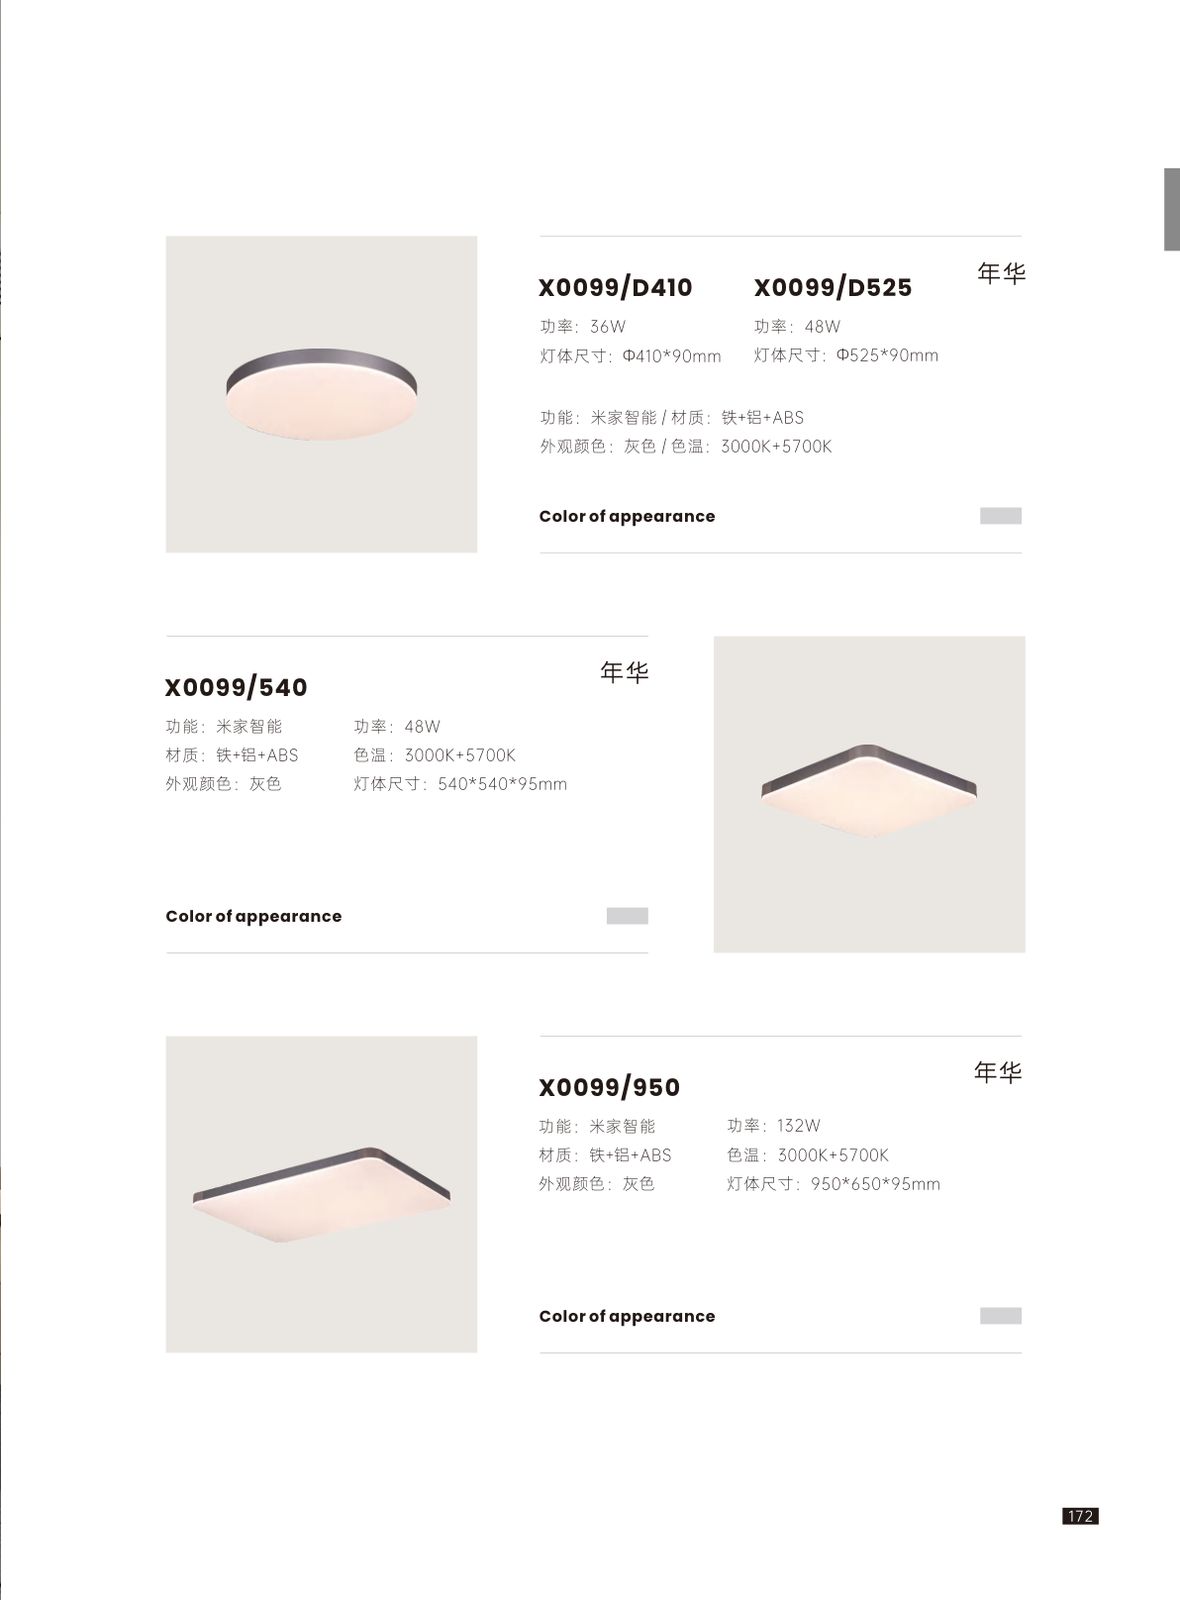 年华
X0099/D410 X0099/D525
功率：36W 功率：48W
灯体尺寸：Φ410*90mm 灯体尺寸：Φ525*90mm
功能：米家智能 / 材质：铁+铝+ABS
外观颜色：灰色 / 色温：3000K+5700K
Color of appearance
年华
X0099/540
功能：米家智能 功率：48W
材质：铁+铝+ABS 色温：3000K+5700K
外观颜色：灰色 灯体尺寸：540*540*95mm
Color of appearance
年华
X0099/950
功能：米家智能 功率：132W
材质：铁+铝+ABS 色温：3000K+5700K
外观颜色：灰色 灯体尺寸：950*650*95mm
Color of appearance
172